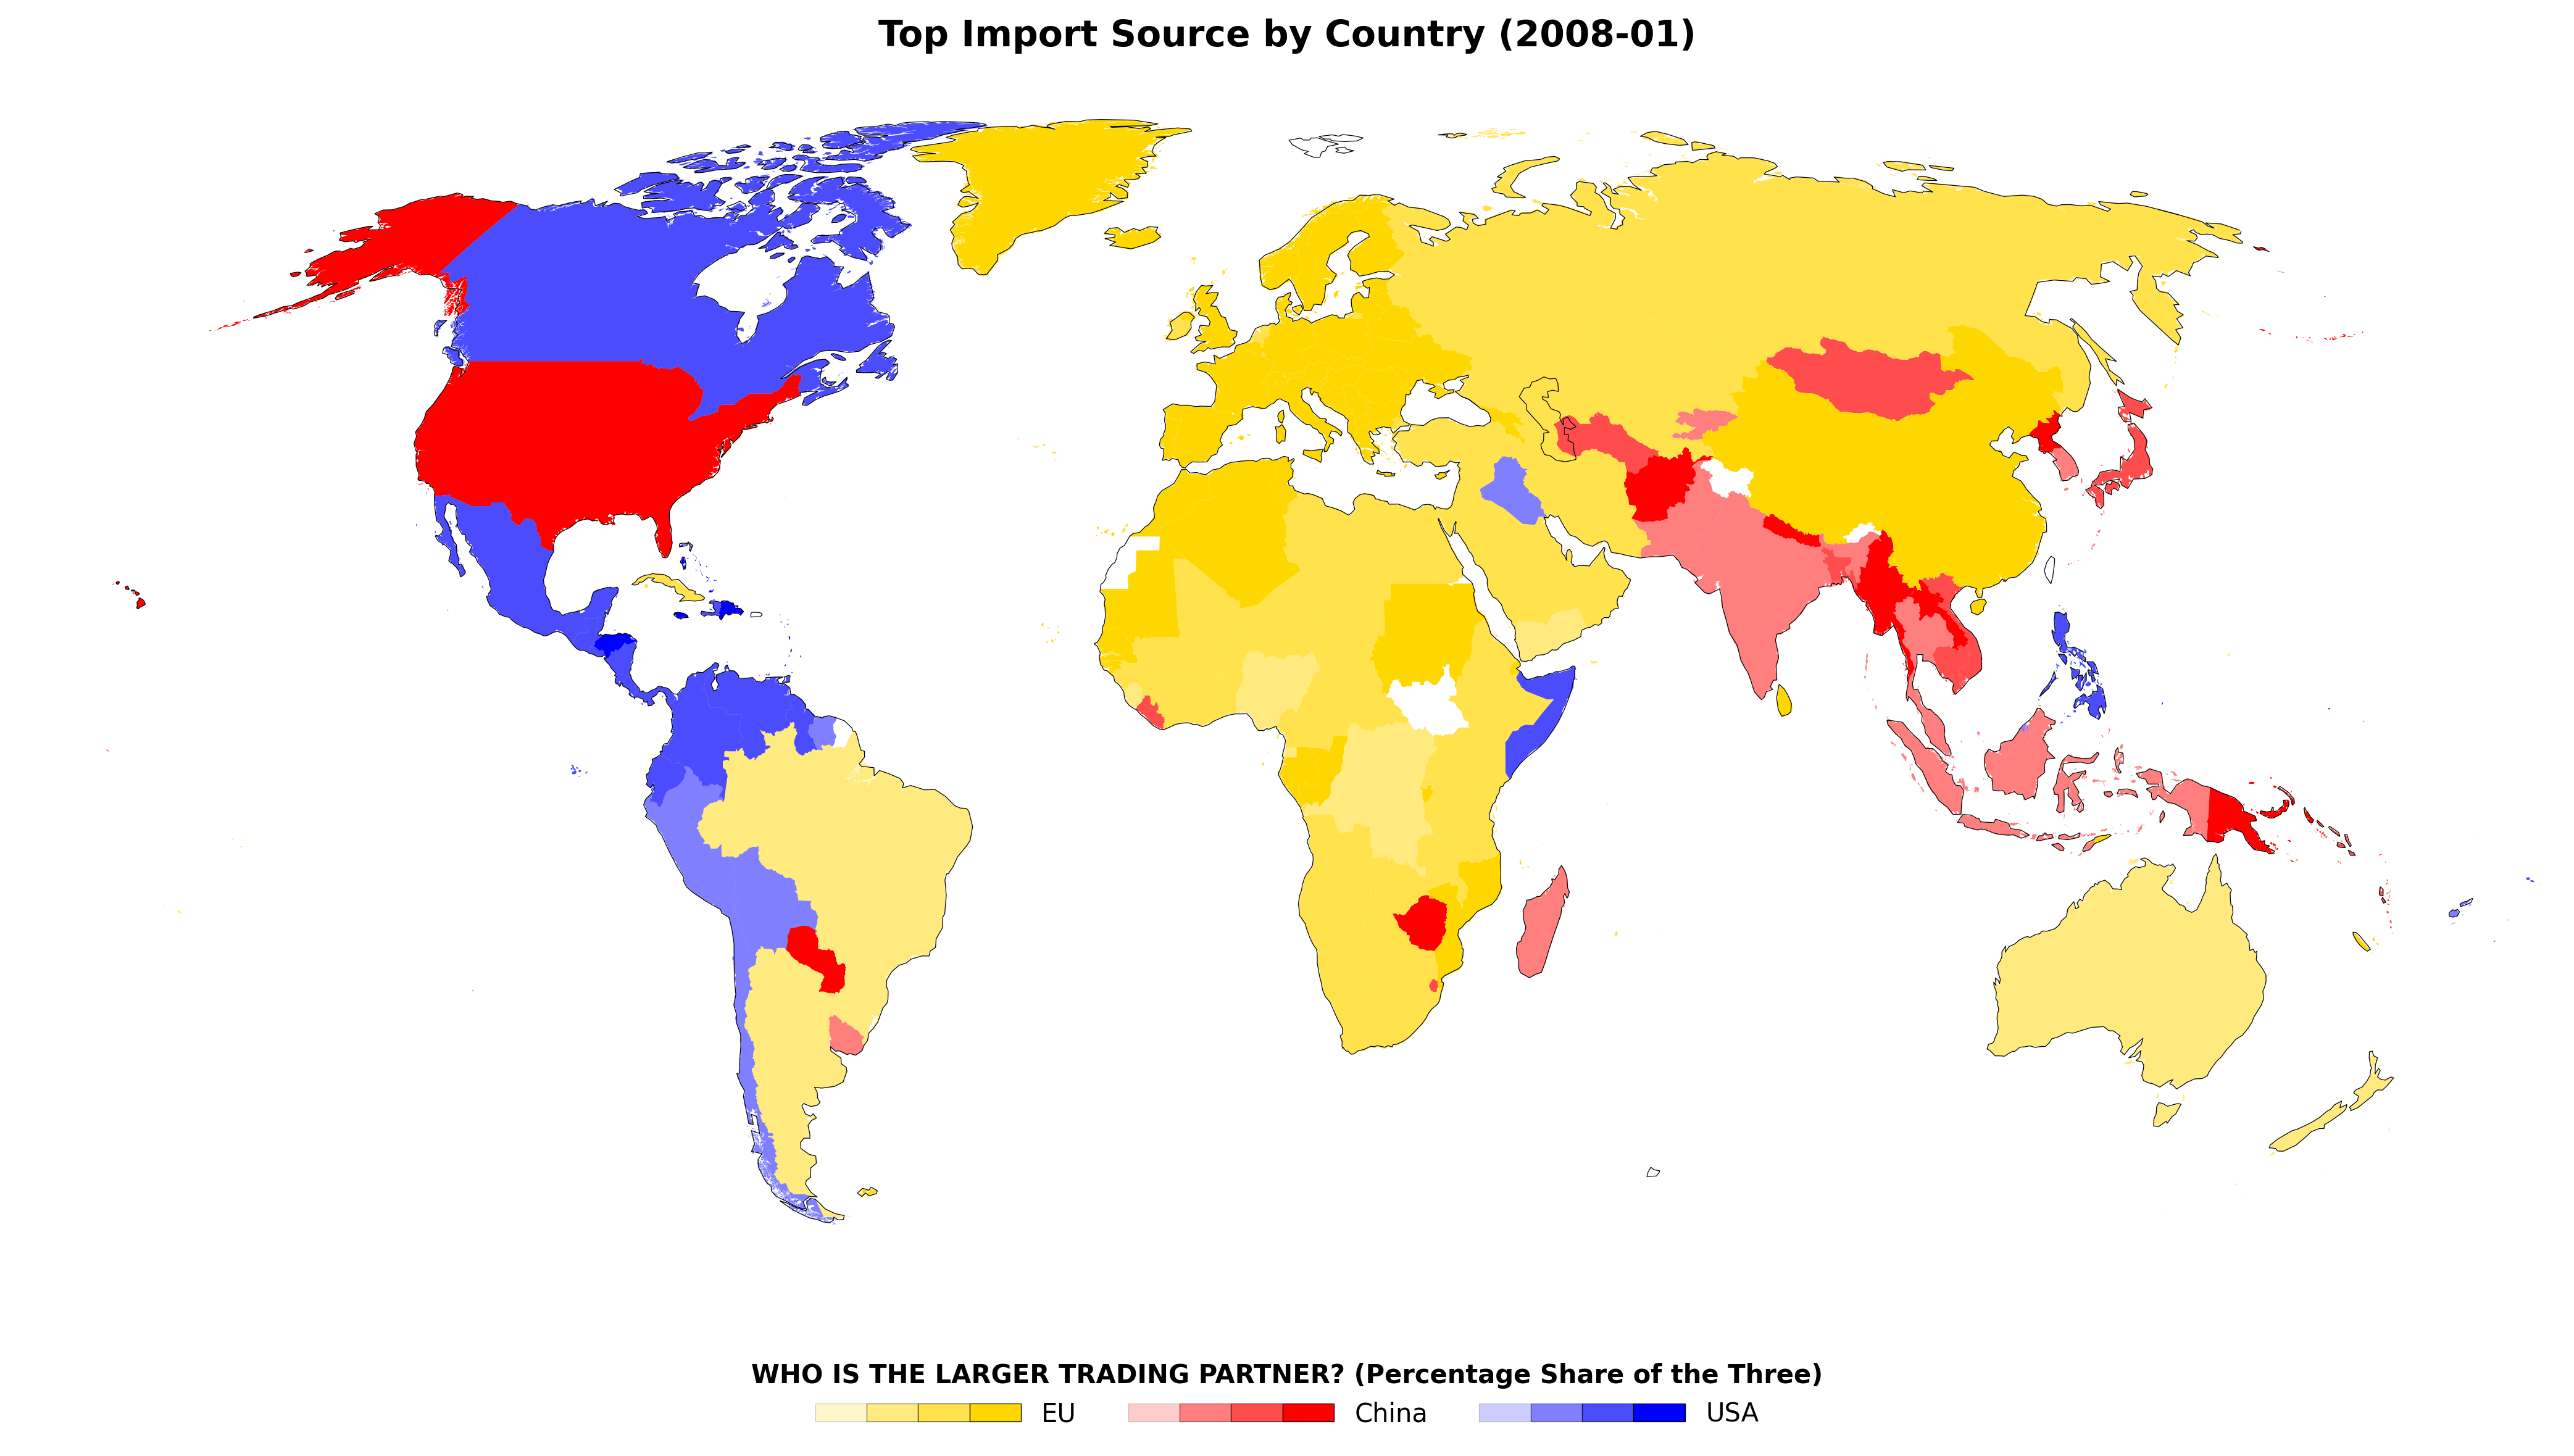 Top Import Source by Country (2008-01)
WHO IS THE LARGER TRADING PARTNER? (Percentage Share of the Three)
EU China USA